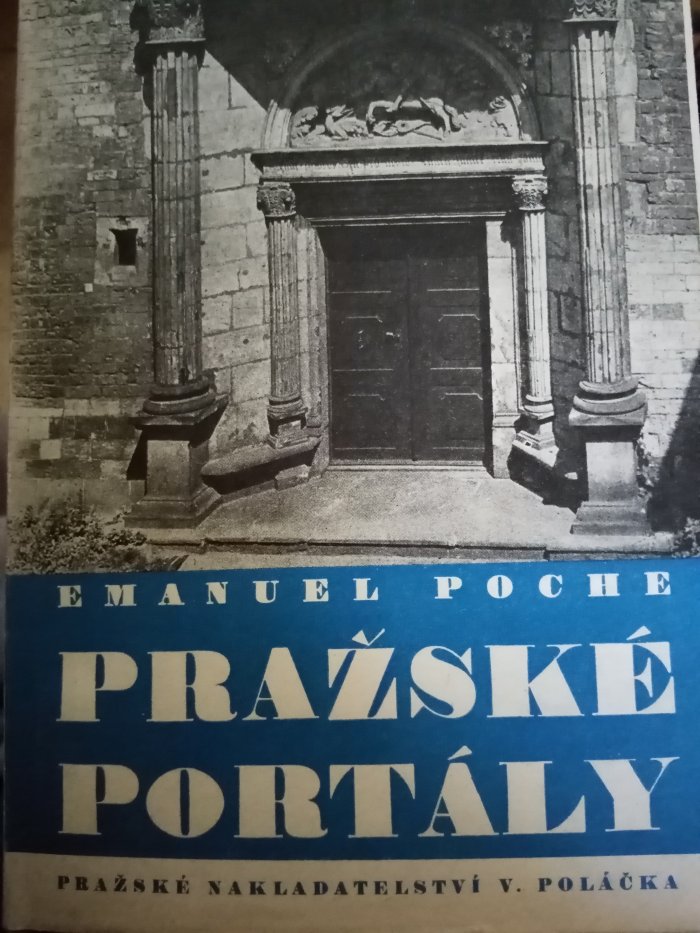 EMANUEL POCHE
PRAŽSKÉ
PORTÁLY
PRAŽSKÉ NAKLADATELSTVÍ V. POLÁČKA